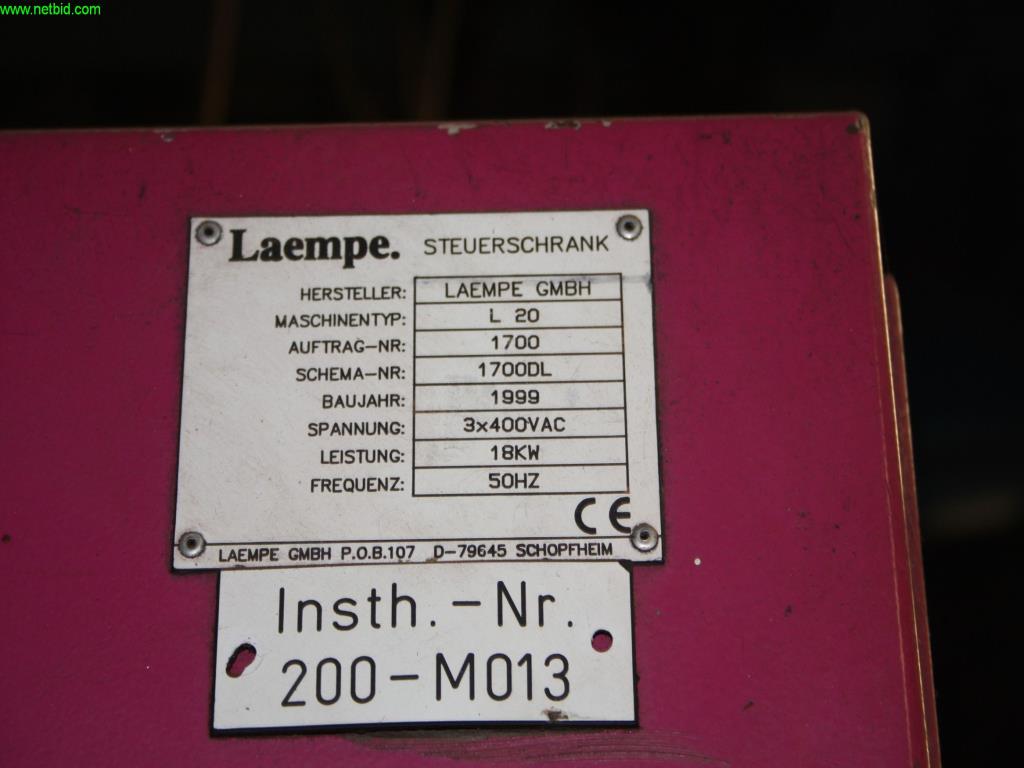 www.netbid.com
Laempe. STEUERSCHRANK
HERSTELLER: LAEMPE GMBH
MASCHINENTYP: L 20
AUFTRAG-NR: 1700
SCHEMA-NR: 1700DL
BAUJAHR: 1999
SPANNUNG: 3x400VAC
LEISTUNG: 18KW
FREQUENZ: 50HZ
CE
LAEMPE GMBH P.O.B.107 D-79645 SCHOPFHEIM
Insth.-Nr.
200-M013